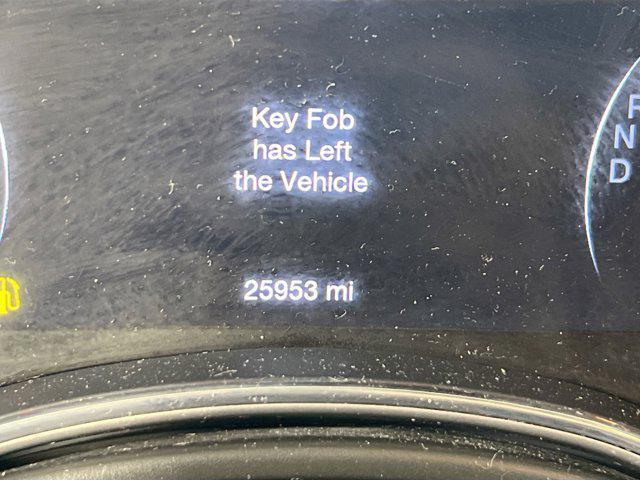 Key Fob
has Left
the Vehicle
25953 mi
R
N
D